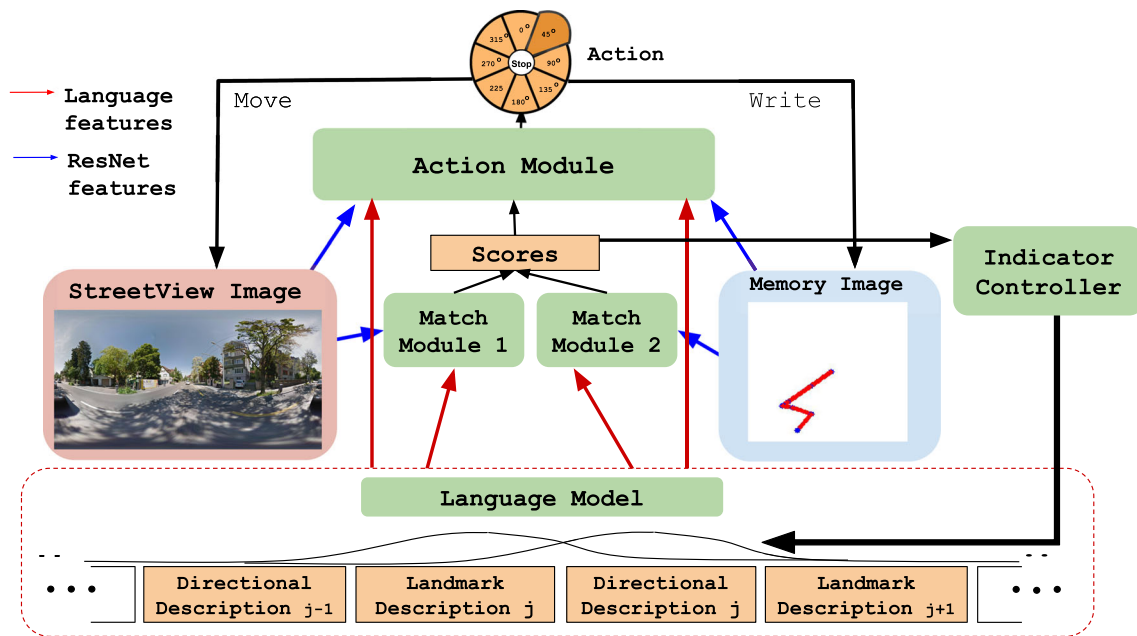 0°
45°
90°
135°
180°
225
270°
315°
Stop
Action
Language
features
ResNet
features
Move
Write
Action Module
Scores
Indicator
Controller
StreetView Image
Match
Module 1
Match
Module 2
Memory Image
Language Model
- -
- -
• • •
Directional
Description j-1
Landmark
Description j
Directional
Description j
Landmark
Description j+1
• • •